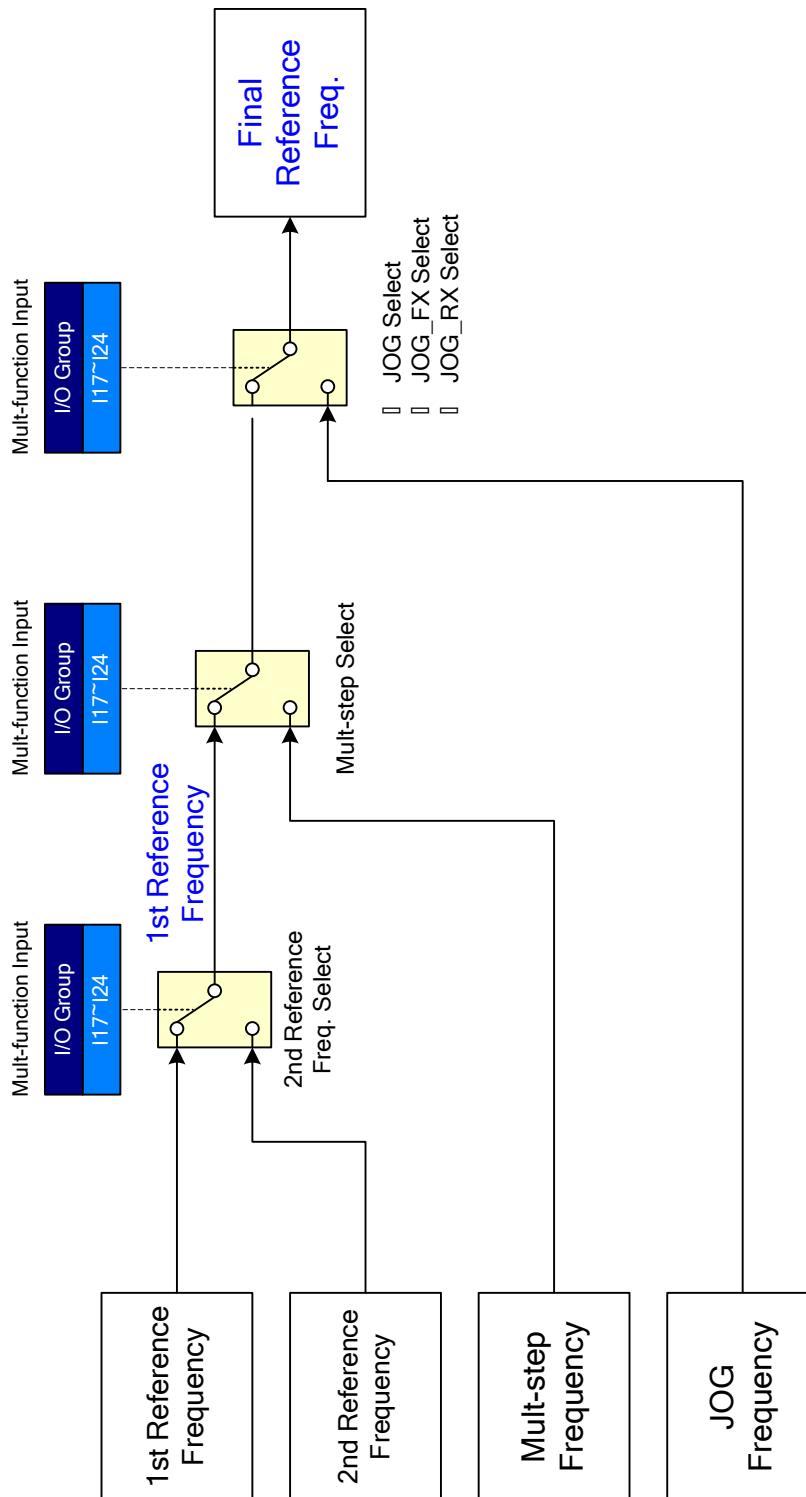 Mult-function Input
I/O Group
I17~I24
Mult-function Input
I/O Group
I17~I24
Mult-function Input
I/O Group
I17~I24
1st Reference
Frequency
2nd Reference
Frequency
Mult-step
Frequency
JOG
Frequency
2nd Reference
Freq. Select
1st Reference
Frequency
Mult-step Select
JOG Select
JOG_FX Select
JOG_RX Select
Final
Reference
Freq.